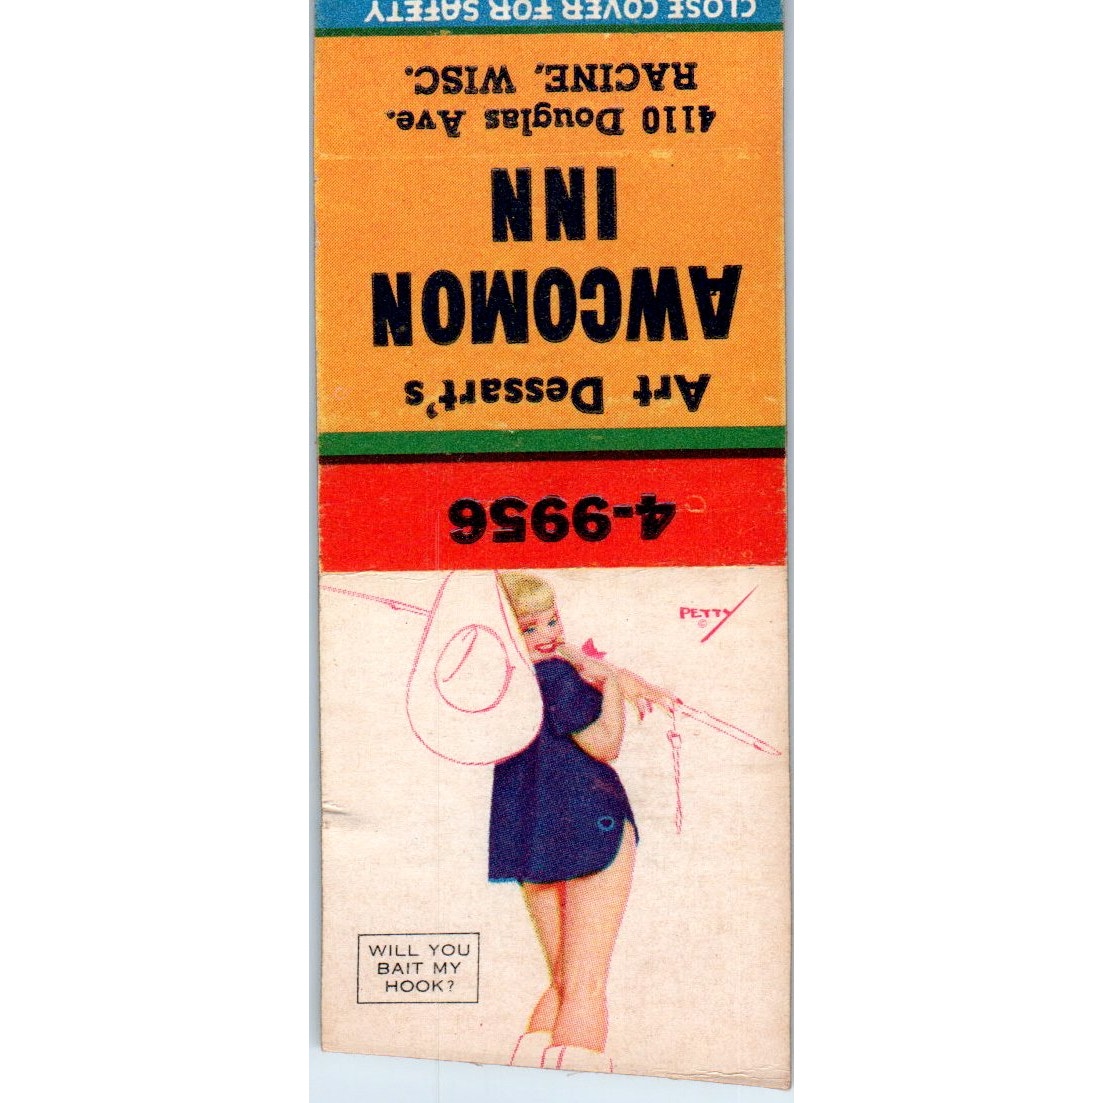 Art Dessart's
AWCOMON
INN
4110 Douglas Ave.
RACINE, WISC.
CLOSE COVER FOR SAFETY
4-9956
PETTY
©
WILL YOU
BAIT MY
HOOK?